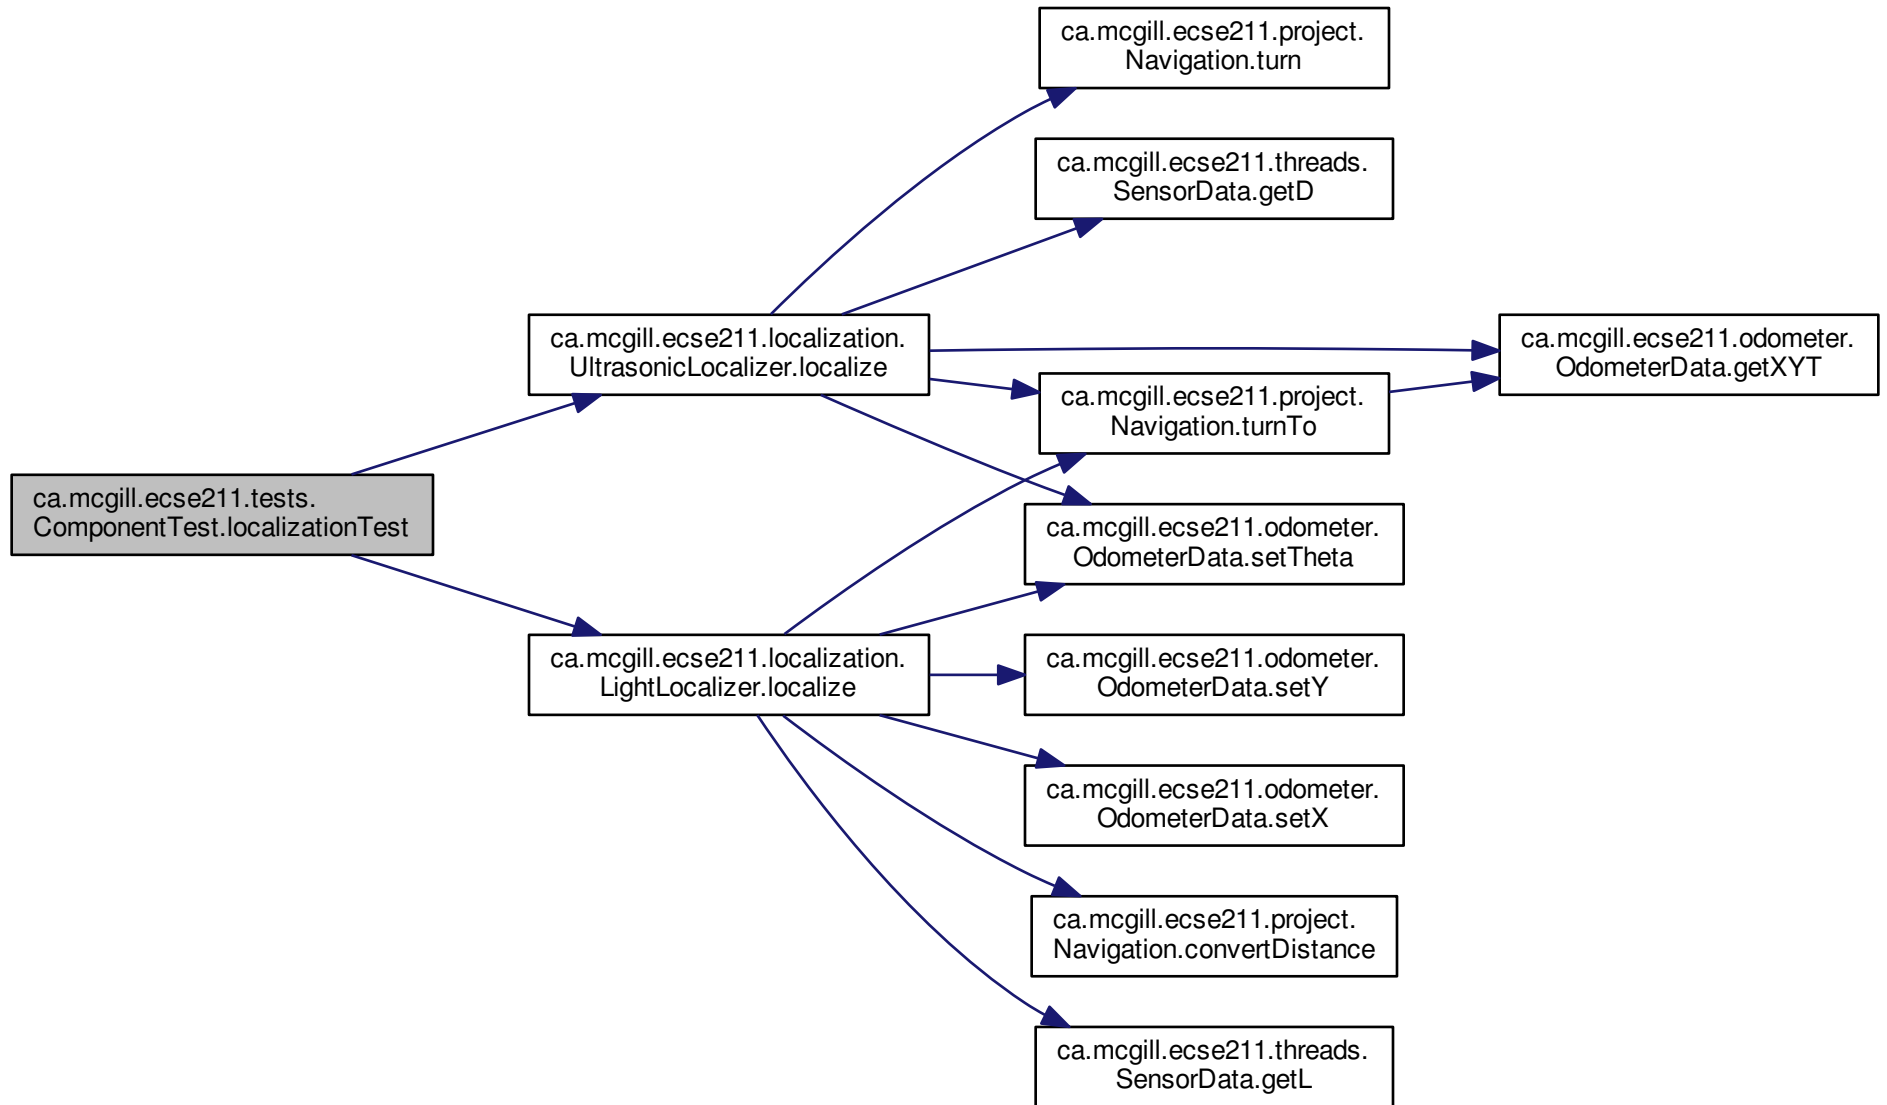 ca.mcgill.ecse211.project.
Navigation.turn
ca.mcgill.ecse211.threads.
SensorData.getD
ca.mcgill.ecse211.localization.
UltrasonicLocalizer.localize
ca.mcgill.ecse211.odometer.
OdometerData.getXYT
ca.mcgill.ecse211.project.
Navigation.turnTo
ca.mcgill.ecse211.tests.
ComponentTest.localizationTest
ca.mcgill.ecse211.odometer.
OdometerData.setTheta
ca.mcgill.ecse211.localization.
LightLocalizer.localize
ca.mcgill.ecse211.odometer.
OdometerData.setY
ca.mcgill.ecse211.odometer.
OdometerData.setX
ca.mcgill.ecse211.project.
Navigation.convertDistance
ca.mcgill.ecse211.threads.
SensorData.getL